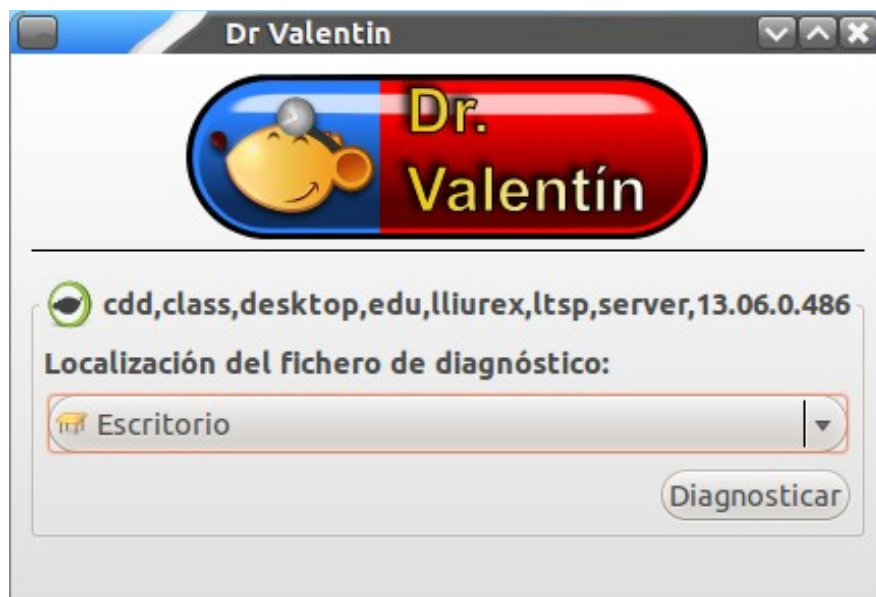 Dr Valentin
Dr.
Valentín
cdd,class,desktop,edu,lliurex,ltsp,server,13.06.0.486
Localización del fichero de diagnóstico:
Escritorio
Diagnosticar